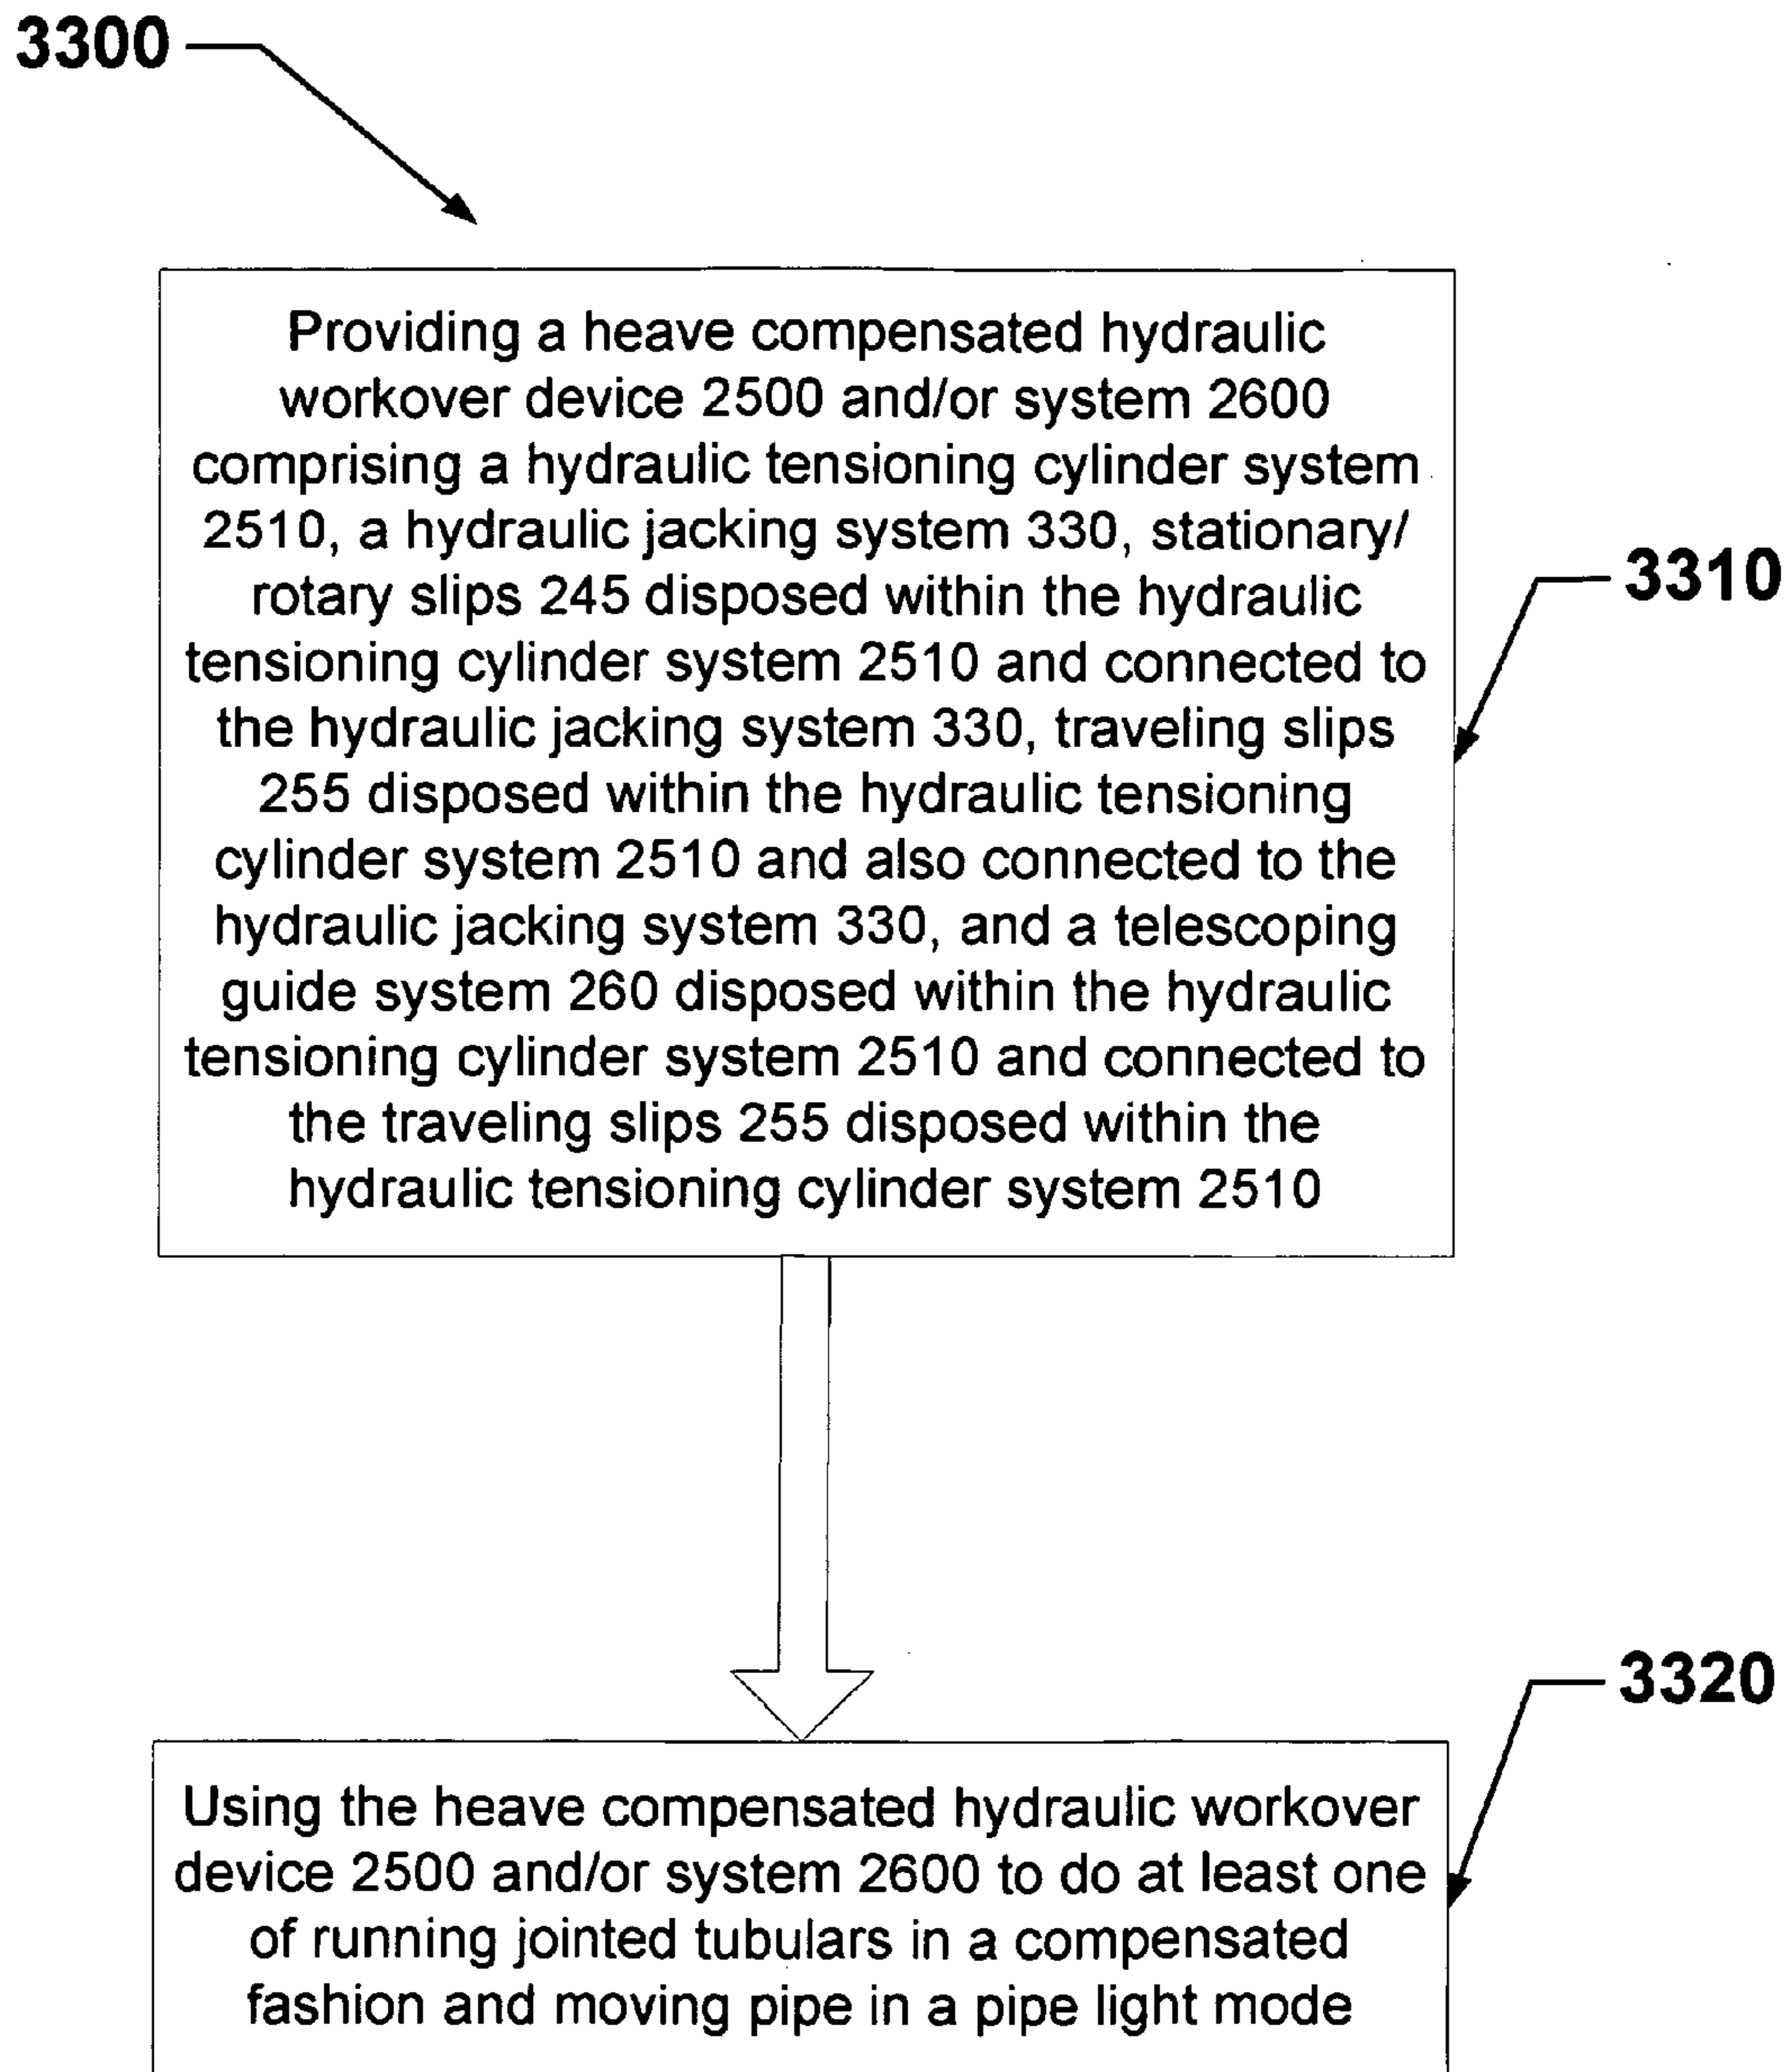 3300
Providing a heave compensated hydraulic
workover device 2500 and/or system 2600
comprising a hydraulic tensioning cylinder system
2510, a hydraulic jacking system 330, stationary/
rotary slips 245 disposed within the hydraulic
tensioning cylinder system 2510 and connected to
the hydraulic jacking system 330, traveling slips
255 disposed within the hydraulic tensioning
cylinder system 2510 and also connected to the
hydraulic jacking system 330, and a telescoping
guide system 260 disposed within the hydraulic
tensioning cylinder system 2510 and connected to
the traveling slips 255 disposed within the
hydraulic tensioning cylinder system 2510
3310
3320
Using the heave compensated hydraulic workover
device 2500 and/or system 2600 to do at least one
of running jointed tubulars in a compensated
fashion and moving pipe in a pipe light mode